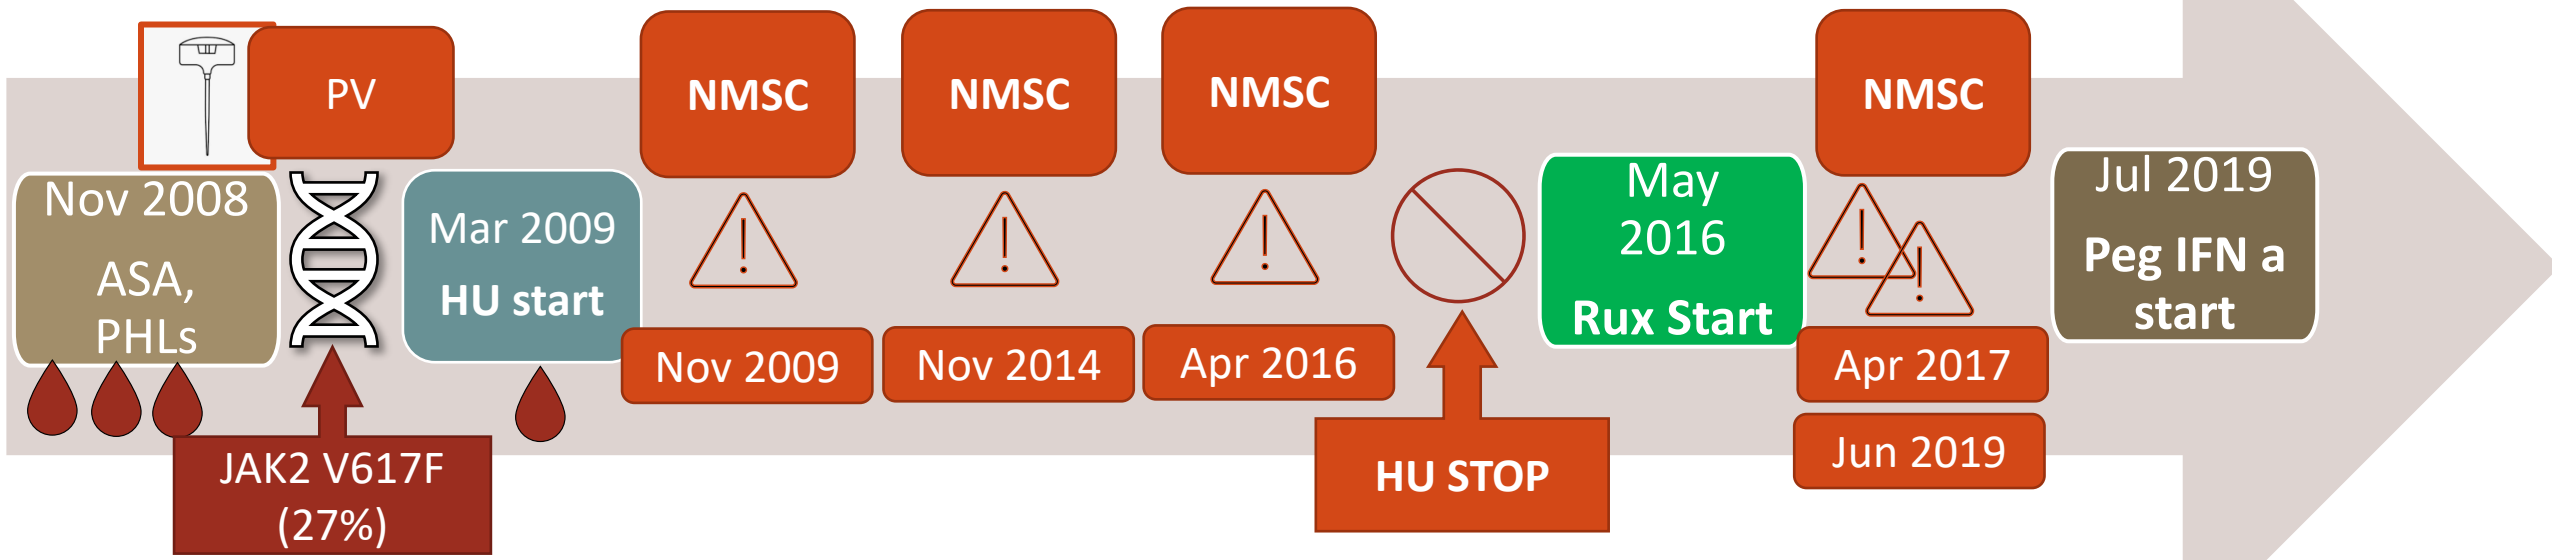 PV
Nov 2008
ASA,
PHLs
JAK2 V617F
(27%)
Mar 2009
HU start
NMSC
Nov 2009
NMSC
Nov 2014
NMSC
Apr 2016
HU STOP
May
2016
Rux Start
NMSC
Apr 2017
Jun 2019
Jul 2019
Peg IFN a
start